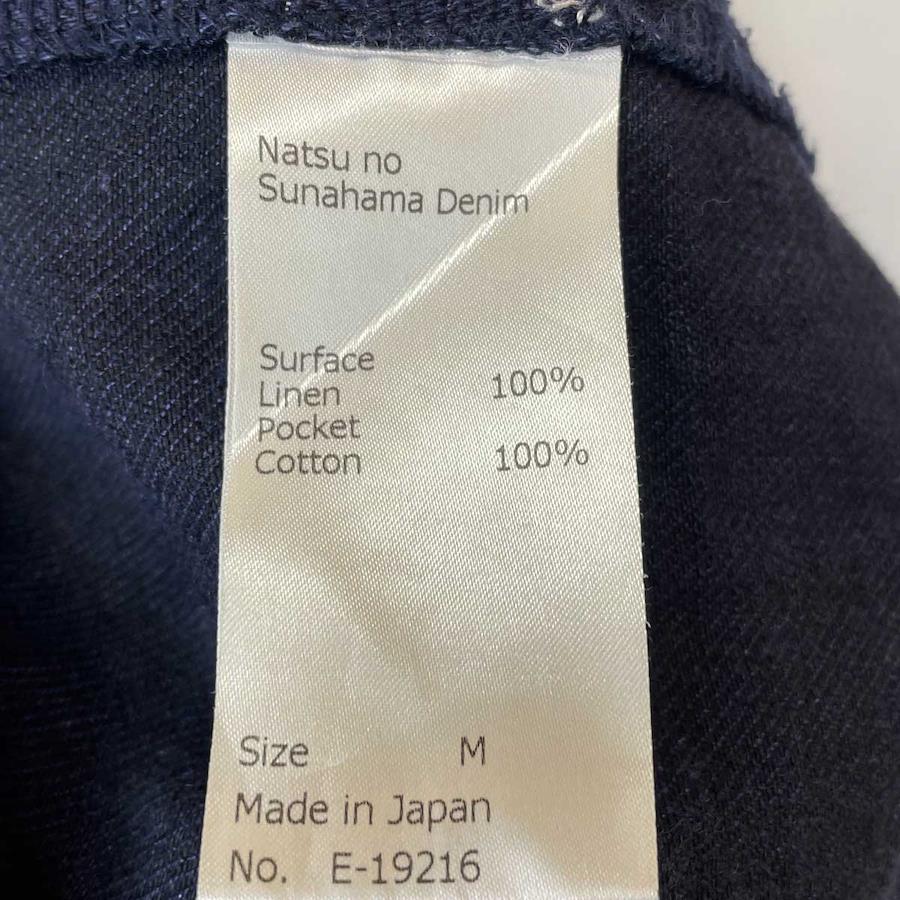 Natsu no
Sunahama Denim
Surface
Linen 100%
Pocket
Cotton 100%
Size M
Made in Japan
No. E-19216